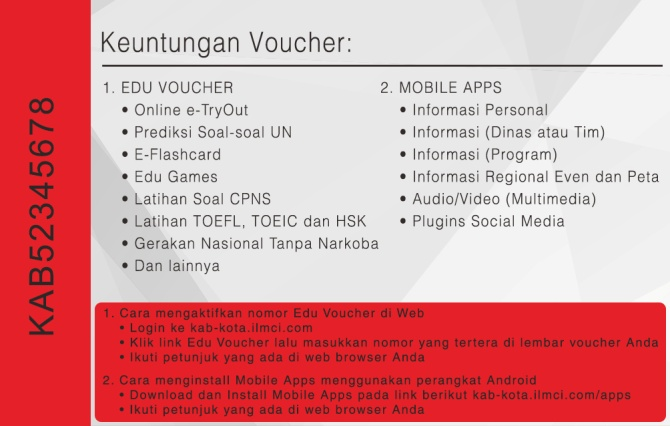 KAB52345678
Keuntungan Voucher:
1. EDU VOUCHER
• Online e-TryOut
• Prediksi Soal-soal UN
• E-Flashcard
• Edu Games
• Latihan Soal CPNS
• Latihan TOEFL, TOEIC dan HSK
• Gerakan Nasional Tanpa Narkoba
• Dan lainnya
2. MOBILE APPS
• Informasi Personal
• Informasi (Dinas atau Tim)
• Informasi (Program)
• Informasi Regional Even dan Peta
• Audio/Video (Multimedia)
• Plugins Social Media
1. Cara mengaktifkan nomor Edu Voucher di Web
• Login ke kab-kota.ilmci.com
• Klik link Edu Voucher lalu masukkan nomor yang tertera di lembar voucher Anda
• Ikuti petunjuk yang ada di web browser Anda
2. Cara menginstall Mobile Apps menggunakan perangkat Android
• Download dan Install Mobile Apps pada link berikut kab-kota.ilmci.com/apps
• Ikuti petunjuk yang ada di web browser Anda